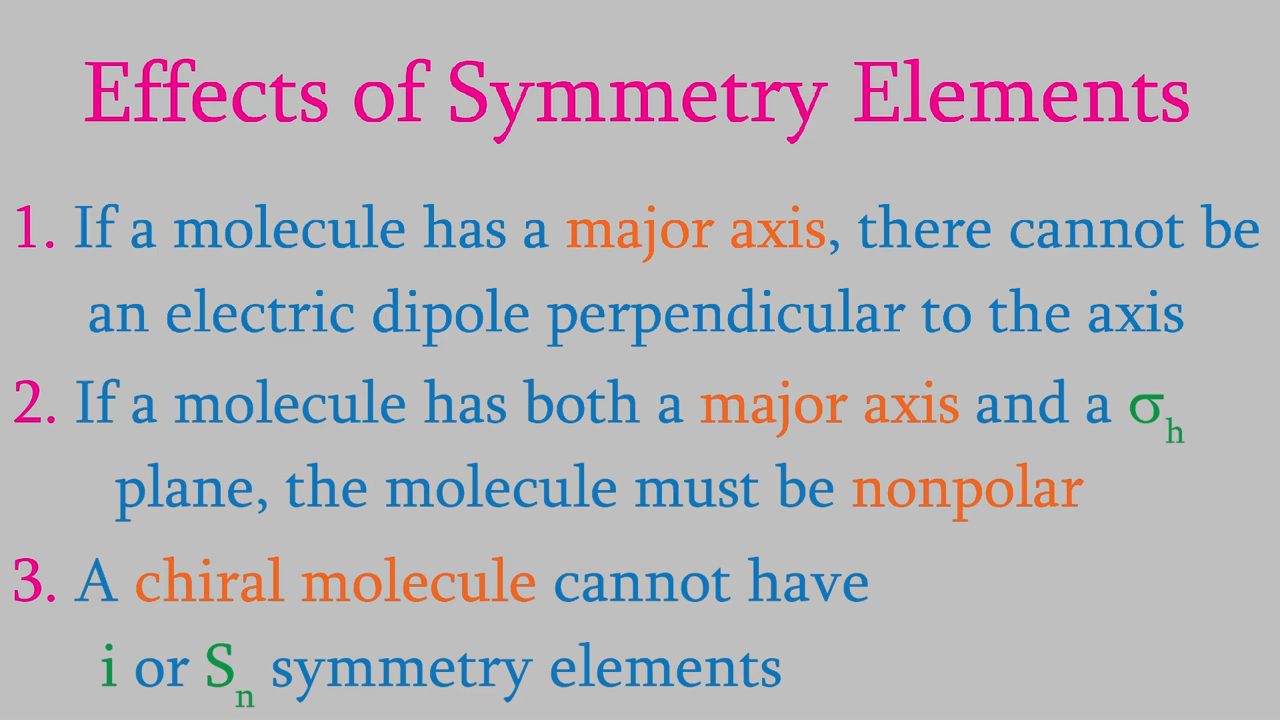 Effects of Symmetry Elements
1. If a molecule has a major axis, there cannot be
an electric dipole perpendicular to the axis
2. If a molecule has both a major axis and a σh
plane, the molecule must be nonpolar
3. A chiral molecule cannot have
i or Sn symmetry elements